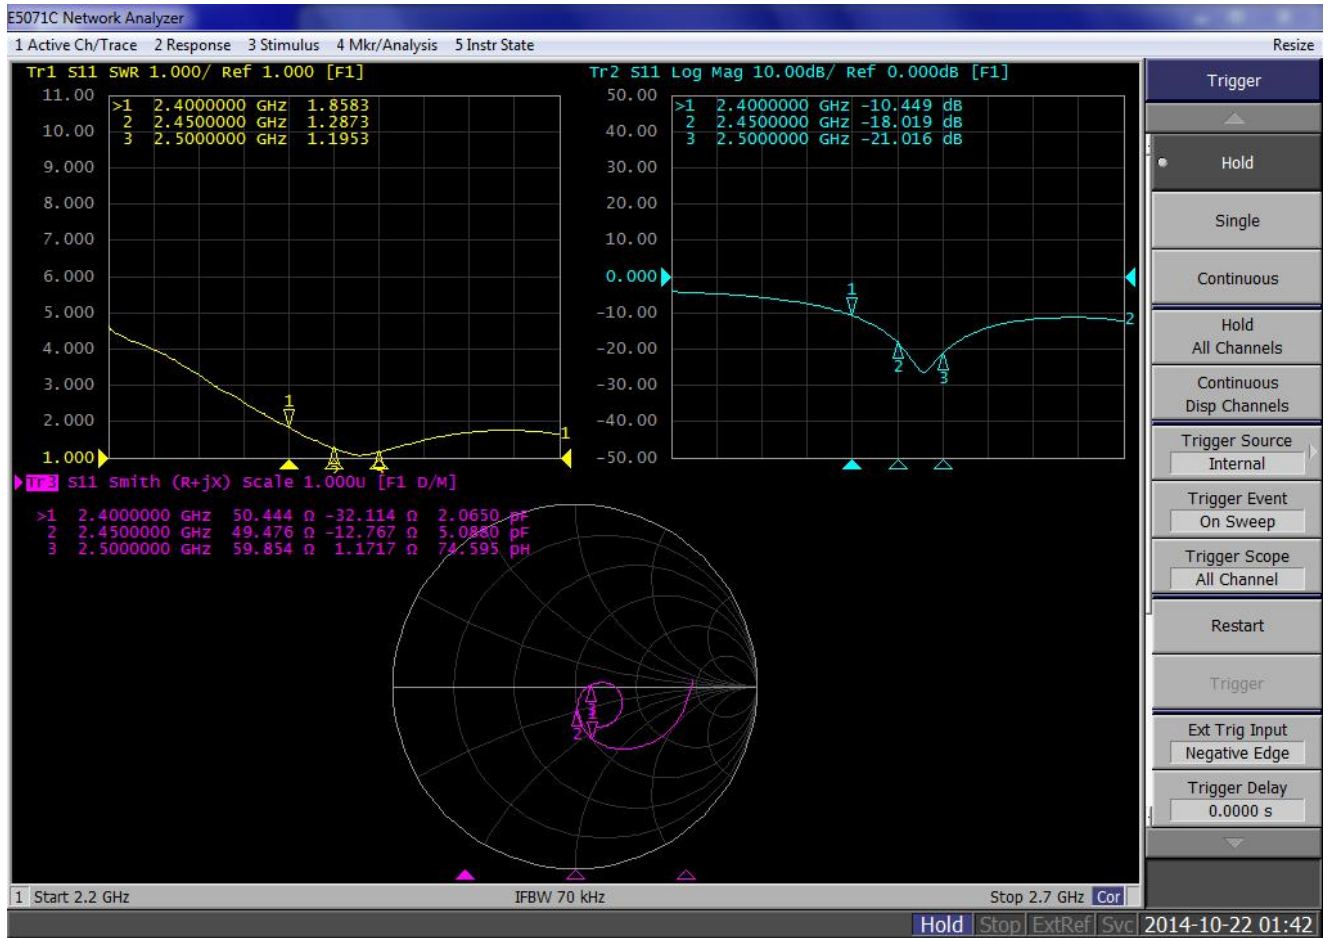 E5071C Network Analyzer
1 Active Ch/Trace 2 Response 3 Stimulus 4 Mkr/Analysis 5 Instr State Resize
Tr1 S11 SWR 1.000/ Ref 1.000 [F1]
11.00
10.00
9.000
8.000
7.000
6.000
5.000
4.000
3.000
2.000
1.000
>1 2.4000000 GHz 1.8583
2 2.4500000 GHz 1.2873
3 2.5000000 GHz 1.1953
1
1
Tr2 S11 Log Mag 10.00dB/ Ref 0.000dB [F1]
50.00
40.00
30.00
20.00
10.00
0.000
-10.00
-20.00
-30.00
-40.00
-50.00
>1 2.4000000 GHz -10.449 dB
2 2.4500000 GHz -18.019 dB
3 2.5000000 GHz -21.016 dB
1
2
3
2
Tr3 S11 Smith (R+jX) Scale 1.000U [F1 D/M]
>1 2.4000000 GHz 50.444 Ω -32.114 Ω 2.0650 pF
2 2.4500000 GHz 49.476 Ω -12.767 Ω 5.0880 pF
3 2.5000000 GHz 59.854 Ω 1.1717 Ω 74.595 pH
3
2
Trigger
Hold
Single
Continuous
Hold
All Channels
Continuous
Disp Channels
Trigger Source
Internal
Trigger Event
On Sweep
Trigger Scope
All Channel
Restart
Trigger
Ext Trig Input
Negative Edge
Trigger Delay
0.0000 s
1 Start 2.2 GHz IFBW 70 kHz Stop 2.7 GHz Cor
Hold Stop ExtRef Svc 2014-10-22 01:42